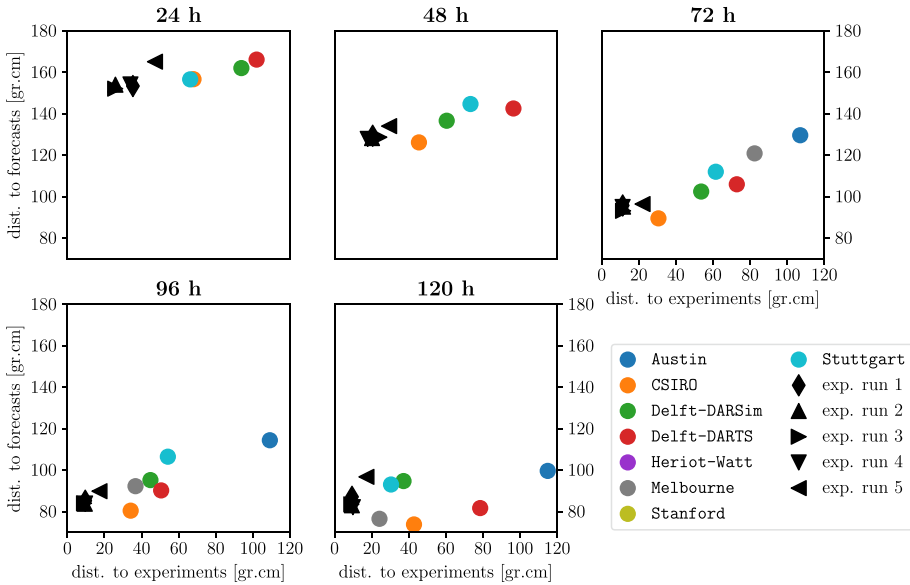 24 h
48 h
72 h
180
160
140
120
100
80
dist. to forecasts [gr.cm]
180
160
140
120
100
80
0 20 40 60 80 100 120
dist. to experiments [gr.cm]
96 h
120 h
180
160
140
120
100
80
dist. to forecasts [gr.cm]
0 20 40 60 80 100 120
dist. to experiments [gr.cm]
180
160
140
120
100
80
0 20 40 60 80 100 120
dist. to experiments [gr.cm]
Austin
CSIRO
Delft-DARSim
Delft-DARTS
Heriot-Watt
Melbourne
Stanford
Stuttgart
exp. run 1
exp. run 2
exp. run 3
exp. run 4
exp. run 5